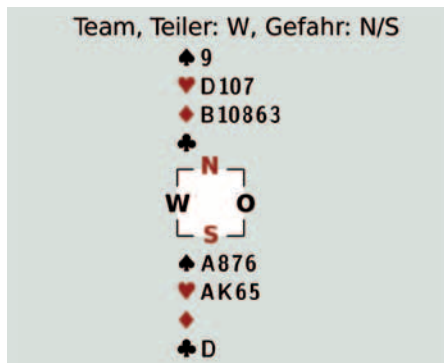 Team, Teiler: W, Gefahr: N/S
♠ 9
♥ D107
♦ B10863
♣
N
W O
S
♠ A876
♥ AK65
♦
♣ D